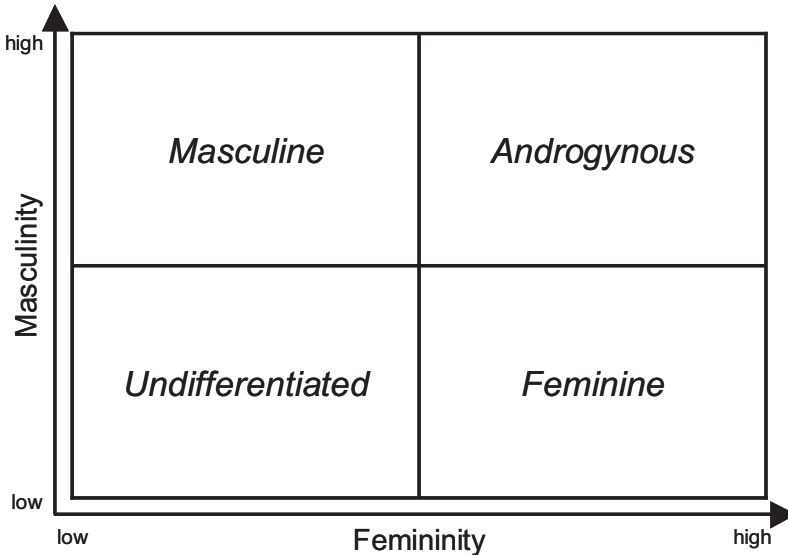 high
Masculine
Androgynous
Masculinity
Undifferentiated
Feminine
low
low
Femininity
high